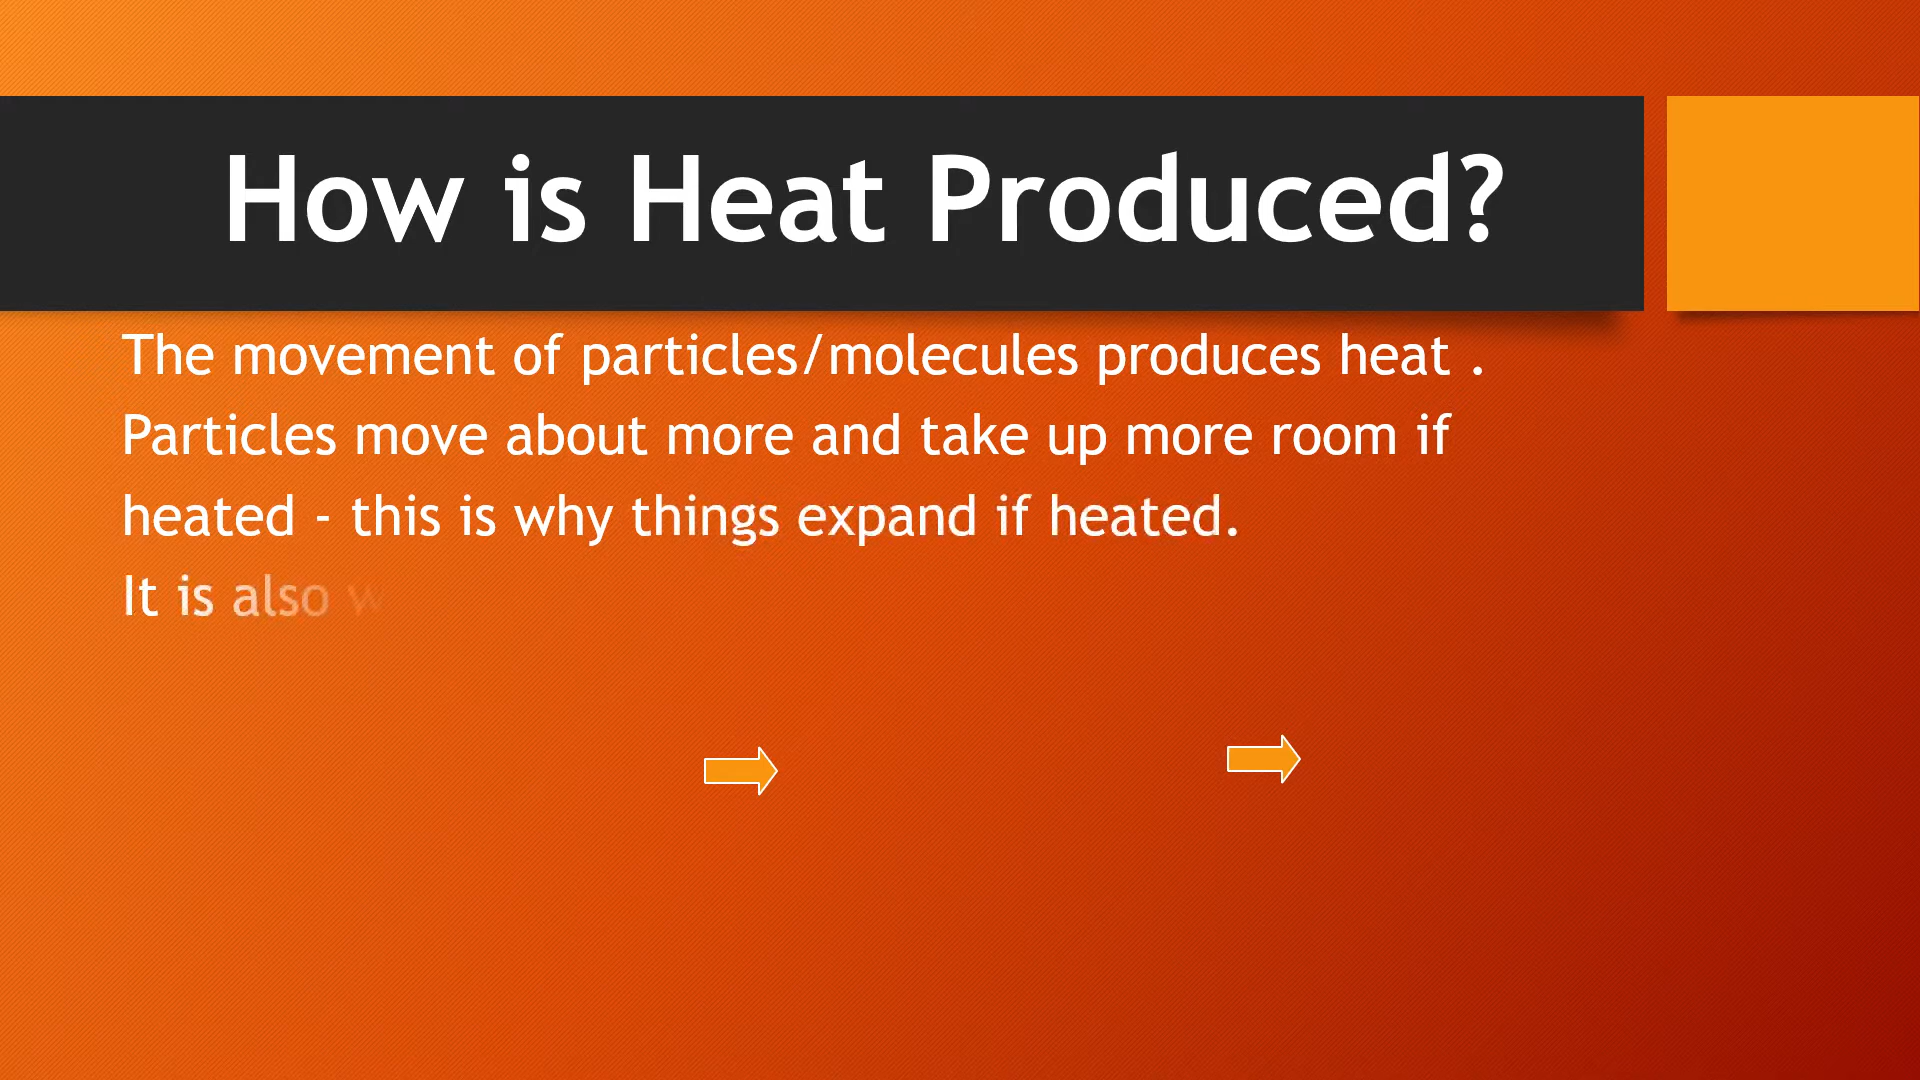 How is Heat Produced?
The movement of particles/molecules produces heat .
Particles move about more and take up more room if
heated - this is why things expand if heated.
It is also w